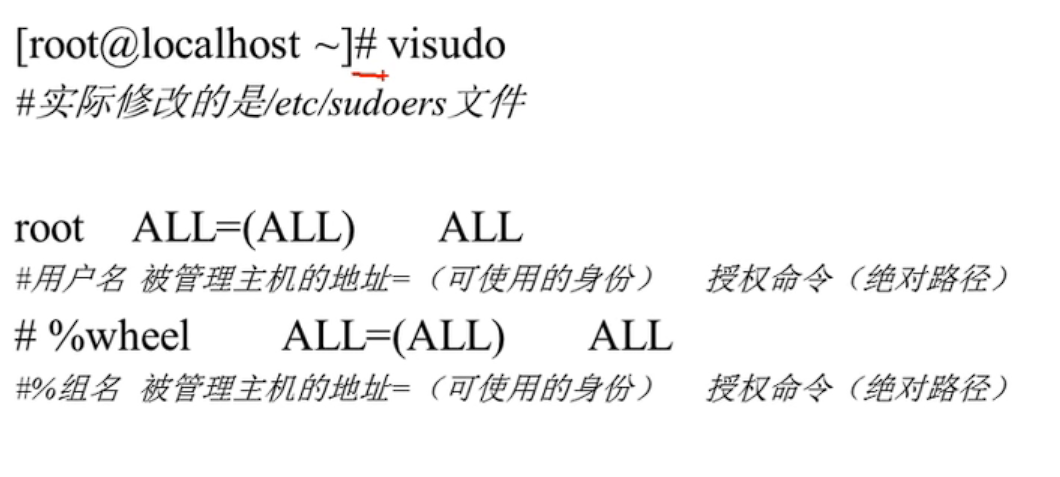 [root@localhost ~]# visudo
#实际修改的是/etc/sudoers文件
root ALL=(ALL) ALL
#用户名 被管理主机的地址=（可使用的身份） 授权命令（绝对路径）
# %wheel ALL=(ALL) ALL
#%组名 被管理主机的地址=（可使用的身份） 授权命令（绝对路径）